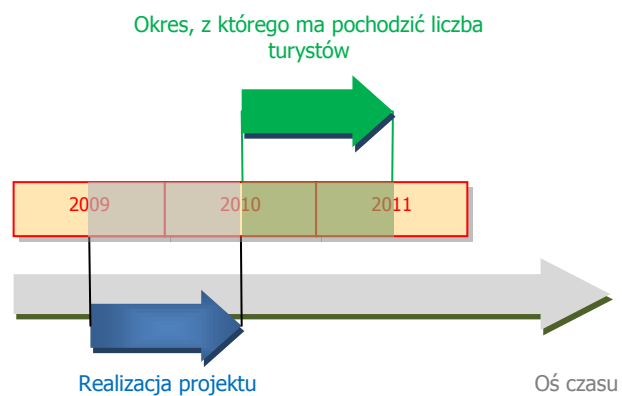 Okres, z którego ma pochodzić liczba
turystów
2009
2010
2011
Realizacja projektu
Oś czasu